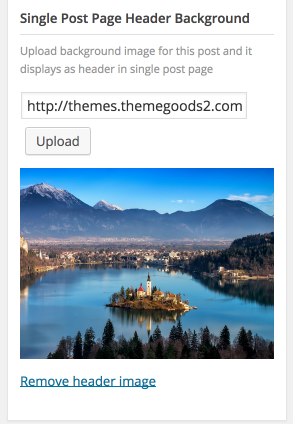 Single Post Page Header Background
Upload background image for this post and it
displays as header in single post page
http://themes.themegoods2.com
Upload
Remove header image